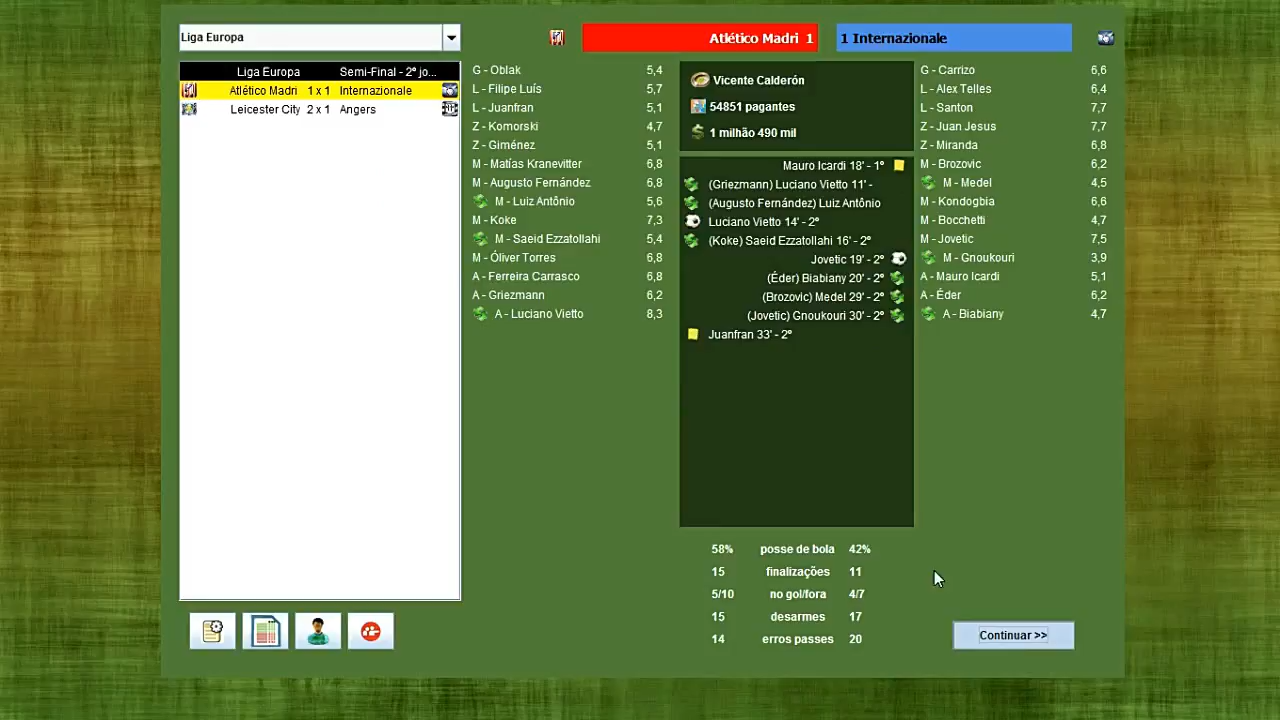 Liga Europa
Atlético Madri 1
1 Internazionale
Liga Europa Semi-Final - 2º jo...
Atlético Madri 1 x 1 Internazionale
Leicester City 2 x 1 Angers
G - Oblak 5,4
L - Filipe Luís 5,7
L - Juanfran 5,1
Z - Komorski 4,7
Z - Giménez 5,1
M - Matías Kranevitter 6,8
M - Augusto Fernández 6,8
M - Luiz Antônio 5,6
M - Koke 7,3
M - Saeid Ezzatollahi 5,4
M - Óliver Torres 6,8
A - Ferreira Carrasco 6,8
A - Griezmann 6,2
A - Luciano Vietto 8,3
Vicente Calderón
54851 pagantes
1 milhão 490 mil
Mauro Icardi 18' - 1º
(Griezmann) Luciano Vietto 11' -
(Augusto Fernández) Luiz Antônio
Luciano Vietto 14' - 2º
(Koke) Saeid Ezzatollahi 16' - 2º
Jovetic 19' - 2º
(Éder) Biabiany 20' - 2º
(Brozovic) Medel 29' - 2º
(Jovetic) Gnoukouri 30' - 2º
Juanfran 33' - 2º
G - Carrizo 6,6
L - Alex Telles 6,4
L - Santon 7,7
Z - Juan Jesus 7,7
Z - Miranda 6,8
M - Brozovic 6,2
M - Medel 4,5
M - Kondogbia 6,6
M - Bocchetti 4,7
M - Jovetic 7,5
M - Gnoukouri 3,9
A - Mauro Icardi 5,1
A - Éder 6,2
A - Biabiany 4,7
58% posse de bola 42%
15 finalizações 11
5/10 no gol/fora 4/7
15 desarmes 17
14 erros passes 20
Continuar >>